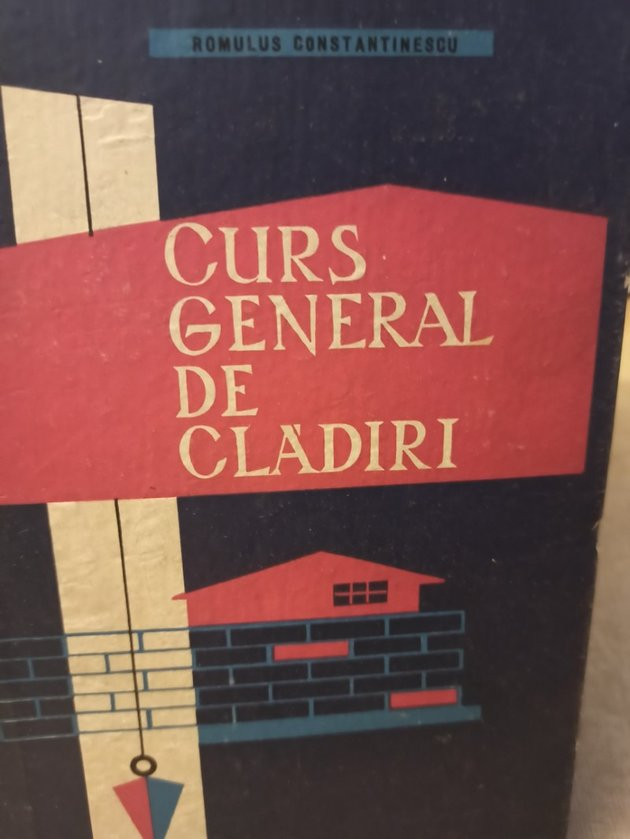 ROMULUS CONSTANTINESCU
CURS
GENERAL
DE
CLĂDIRI